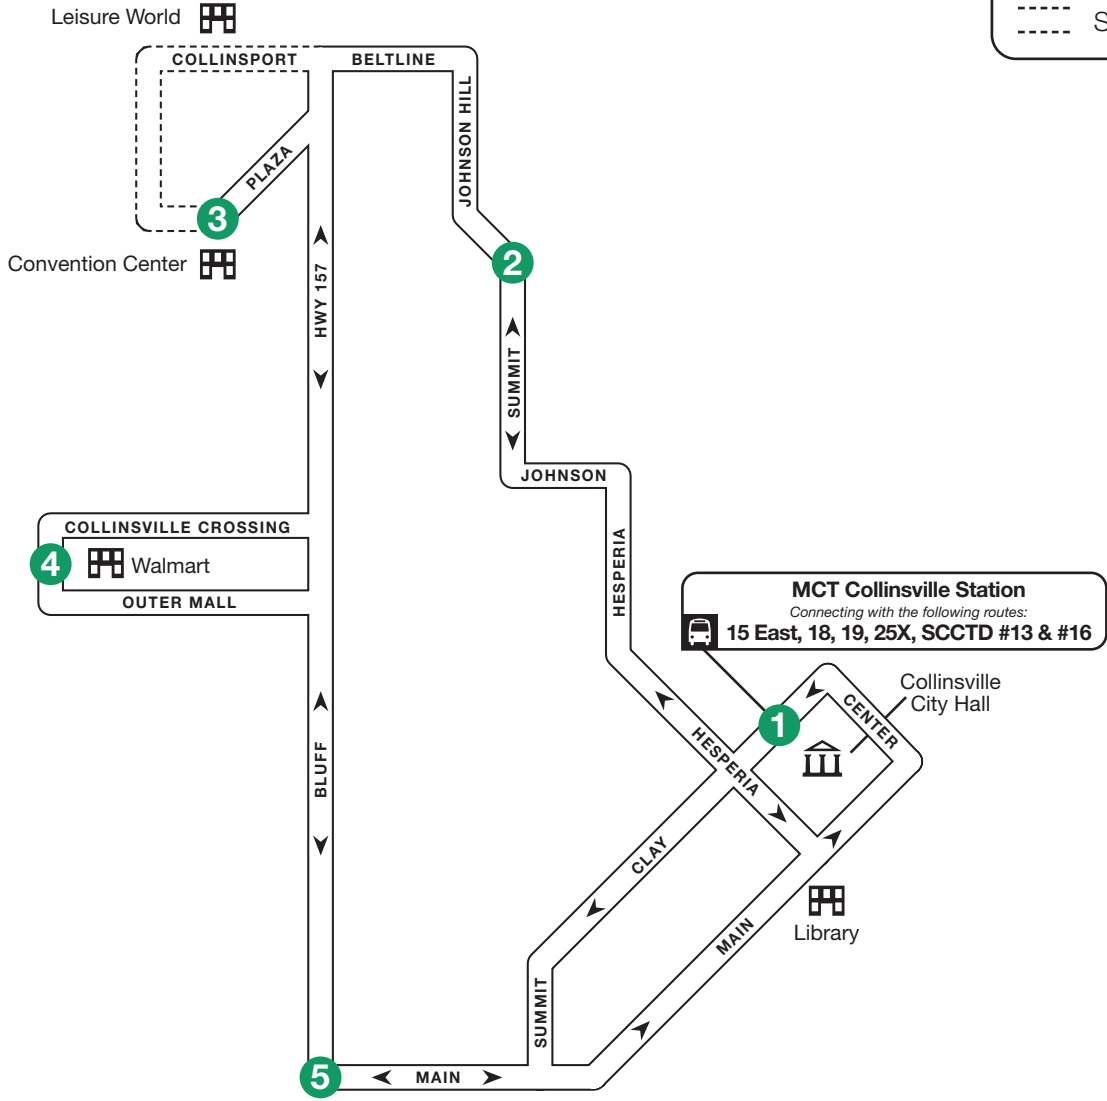 Leisure World
S
COLLINSPORT
BELTLINE
JOHNSON HILL
PLAZA
3
Convention Center
2
HWY 157
SUMMIT
JOHNSON
COLLINSVILLE CROSSING
4
Walmart
OUTER MALL
HESPERIA
MCT Collinsville Station
Connecting with the following routes:
15 East, 18, 19, 25X, SCCTD #13 & #16
Collinsville
City Hall
CENTER
1
HESPERIA
BLUFF
CLAY
Library
MAIN
SUMMIT
5
MAIN